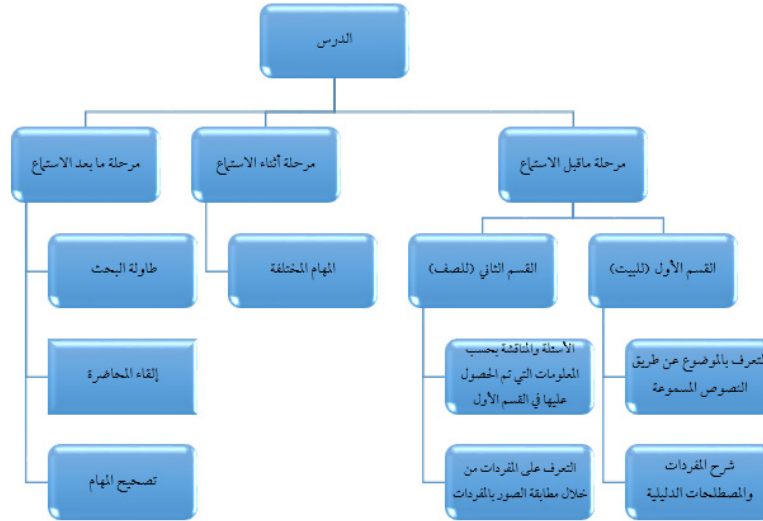 الدرس
مرحلة ماقبل الاستماع
مرحلة أثناء الاستماع
مرحلة ما بعد الاستماع
القسم الأول (للبيت)
القسم الثاني (للصف)
المهام المختلفة
طاولة البحث
التعرف بالموضوع عن طريق
النصوص المسموعة
الأسئلة والمناقشة بحسب
المعلومات التي تم الحصول
عليها في القسم الأول
إلقاء المحاضرة
شرح المفردات
والمصطلحات الدليلية
التعرف على المفردات من
خلال مطابقة الصور بالمفردات
تصحيح المهام